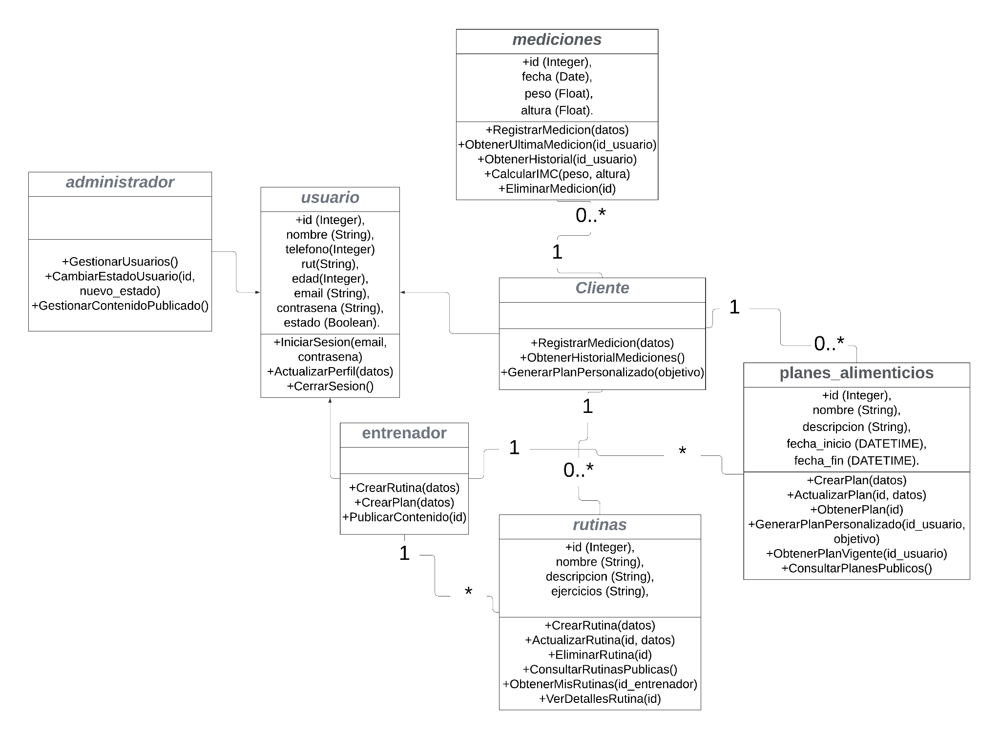 mediciones
+id (Integer),
fecha (Date),
peso (Float),
altura (Float).
+RegistrarMedicion(datos)
+ObtenerUltimaMedicion(id_usuario)
+ObtenerHistorial(id_usuario)
+CalcularIMC(peso, altura)
+EliminarMedicion(id)
0..*
1
administrador
+GestionarUsuarios()
+CambiarEstadoUsuario(id,
nuevo_estado)
+GestionarContenidoPublicado()
usuario
+id (Integer),
nombre (String),
telefono(Integer)
rut(String),
edad(Integer),
email (String),
contrasena (String),
estado (Boolean).
+IniciarSesion(email,
contrasena)
+ActualizarPerfil(datos)
+CerrarSesion()
Cliente
+RegistrarMedicion(datos)
+ObtenerHistorialMediciones()
+GenerarPlanPersonalizado(objetivo)
1
0..*
planes_alimenticios
+id (Integer),
nombre (String),
descripcion (String),
fecha_inicio (DATETIME),
fecha_fin (DATETIME).
+CrearPlan(datos)
+ActualizarPlan(id, datos)
+ObtenerPlan(id)
+GenerarPlanPersonalizado(id_usuario,
objetivo)
+ObtenerPlanVigente(id_usuario)
+ConsultarPlanesPublicos()
1
0..*
entrenador
+CrearRutina(datos)
+CrearPlan(datos)
+PublicarContenido(id)
1
*
1
*
rutinas
+id (Integer),
nombre (String),
descripcion (String),
ejercicios (String),
+CrearRutina(datos)
+ActualizarRutina(id, datos)
+EliminarRutina(id)
+ConsultarRutinasPublicas()
+ObtenerMisRutinas(id_entrenador)
+VerDetallesRutina(id)